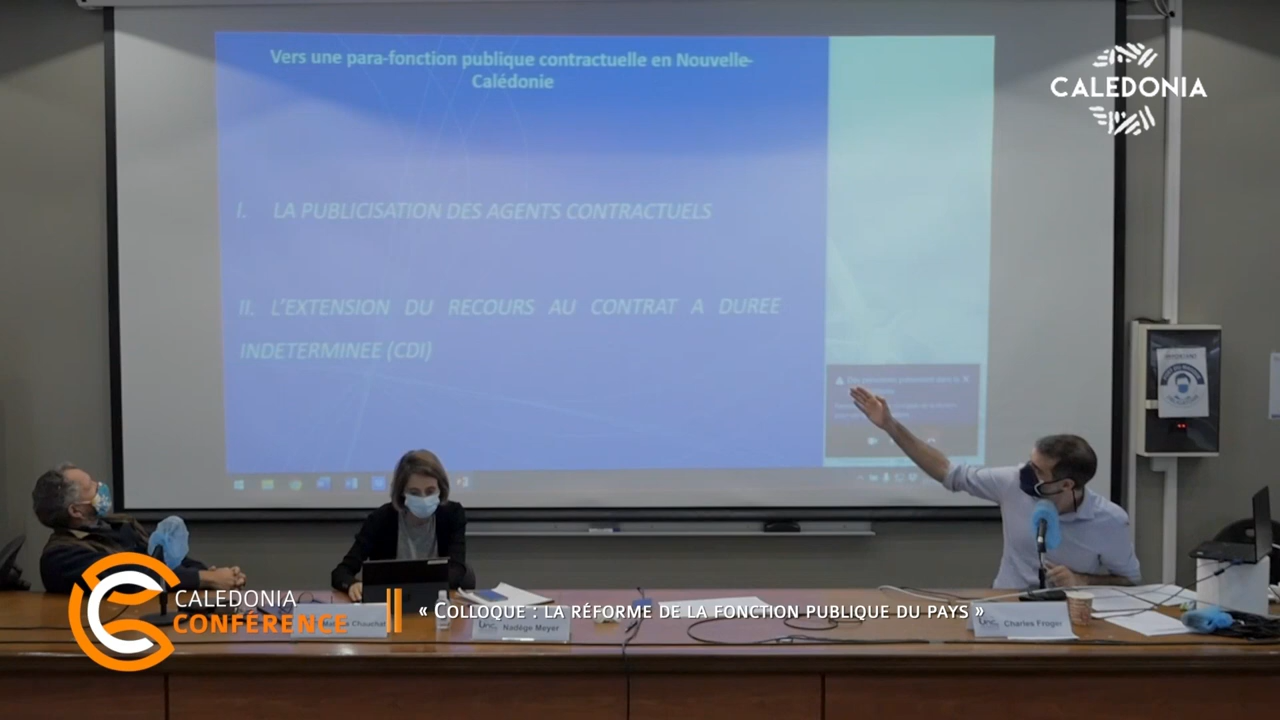 Vers une para-fonction publique contractuelle en Nouvelle-
Calédonie
CALEDONIA
I. LA PUBLICISATION DES AGENTS CONTRACTUELS
II. L'EXTENSION DU RECOURS AU CONTRAT A DUREE
INDETERMINEE (CDI)
CALEDONIA
CONFÉRENCE
« COLLOQUE : LA RÉFORME DE LA FONCTION PUBLIQUE DU PAYS »
Chauchat
Nadège Meyer
Charles Froger